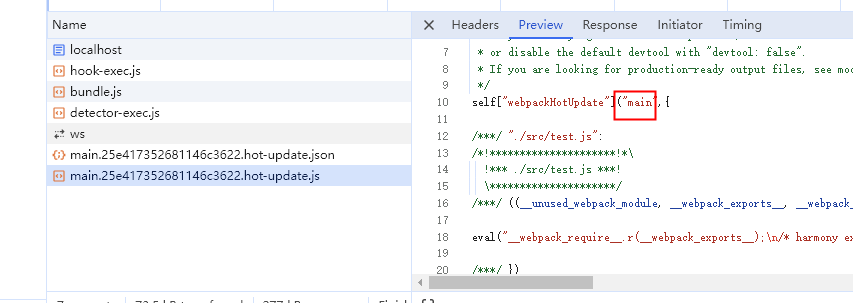 Name
localhost
hook-exec.js
bundle.js
detector-exec.js
ws
main.25e417352681146c3622.hot-update.json
main.25e417352681146c3622.hot-update.js
Headers Preview Response Initiator Timing
7 * or disable the default devtool with "devtool: false".
8 * If you are looking for production-ready output files, see mod
9 */
10 self["webpackHotUpdate"]("main",{
11
12 /***/ "./src/test.js":
13 /*!*********************!*\
14 !*** ./src/test.js ***!
15 \*********************/
16 /***/ ((__unused_webpack_module, __webpack_exports__, __webpack_
17
18 eval("__webpack_require__.r(__webpack_exports__);\n/* harmony ex
19
20 /***/ })